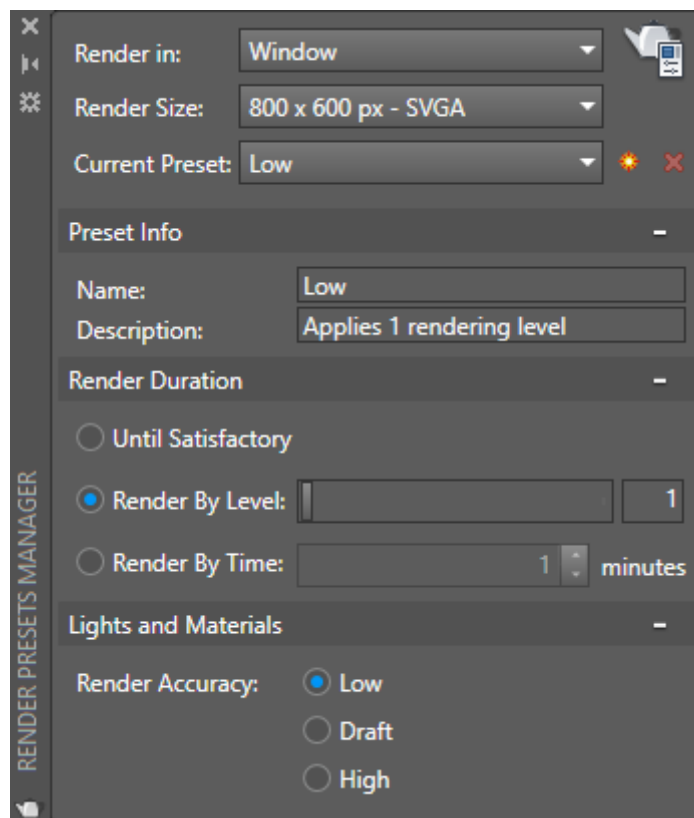 Render in: Window
Render Size: 800 x 600 px - SVGA
Current Preset: Low
Preset Info
Name: Low
Description: Applies 1 rendering level
Render Duration
Until Satisfactory
Render By Level: 1
Render By Time: 1 minutes
Lights and Materials
Render Accuracy: Low
Draft
High
RENDER PRESETS MANAGER